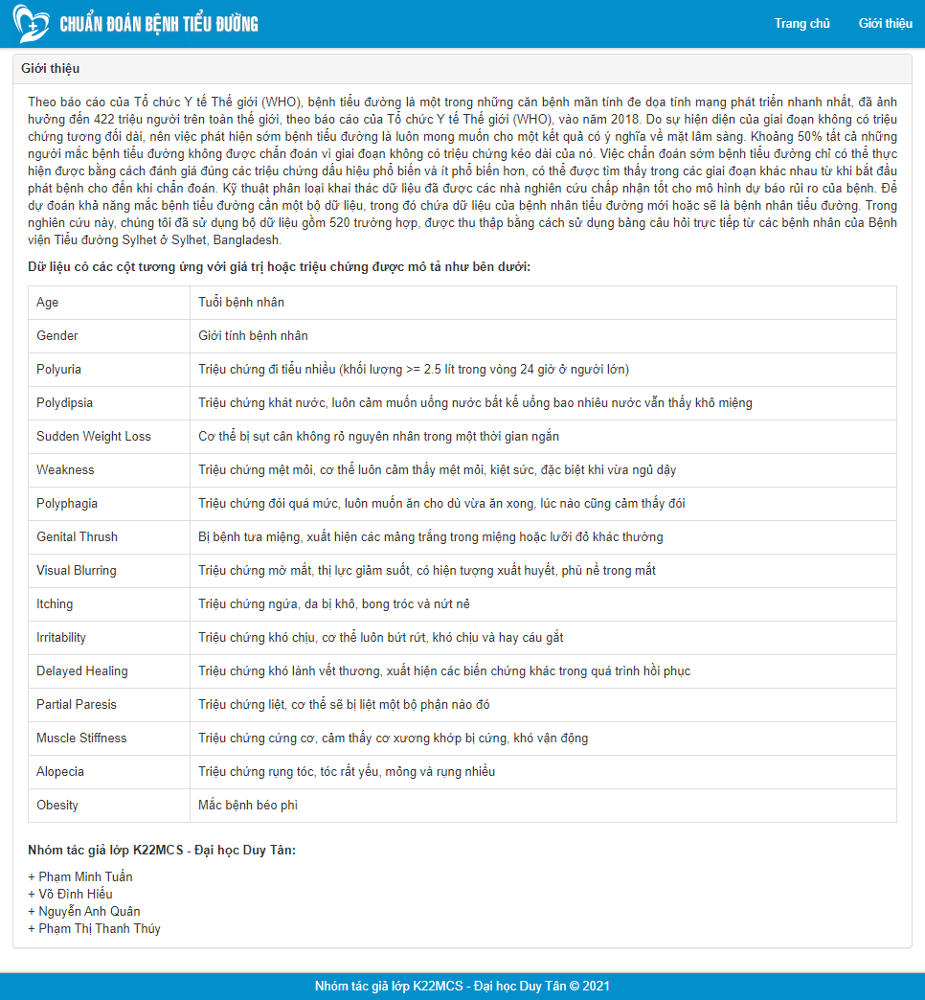 CHUẨN ĐOÁN BỆNH TIỂU ĐƯỜNG
Trang chủ
Giới thiệu
Giới thiệu
Theo báo cáo của Tổ chức Y tế Thế giới (WHO), bệnh tiểu đường là một trong những căn bệnh mãn tính đe dọa tính mạng phát triển nhanh nhất, đã ảnh
hưởng đến 422 triệu người trên toàn thế giới, theo báo cáo của Tổ chức Y tế Thế giới (WHO), vào năm 2018. Do sự hiện diện của giai đoạn không có triệu
chứng tương đối dài, nên việc phát hiện sớm bệnh tiểu đường là luôn mong muốn cho một kết quả có ý nghĩa về mặt lâm sàng. Khoảng 50% tất cả những
người mắc bệnh tiểu đường không được chẩn đoán vì giai đoạn không có triệu chứng kéo dài của nó. Việc chẩn đoán sớm bệnh tiểu đường chỉ có thể thực
hiện được bằng cách đánh giá đúng các triệu chứng dấu hiệu phổ biến và ít phổ biến hơn, có thể được tìm thấy trong các giai đoạn khác nhau từ khi bắt đầu
phát bệnh cho đến khi chẩn đoán. Kỹ thuật phân loại khai thác dữ liệu đã được các nhà nghiên cứu chấp nhận tốt cho mô hình dự báo rủi ro của bệnh. Để
dự đoán khả năng mắc bệnh tiểu đường cần một bộ dữ liệu, trong đó chứa dữ liệu của bệnh nhân tiểu đường mới hoặc sẽ là bệnh nhân tiểu đường. Trong
nghiên cứu này, chúng tôi đã sử dụng bộ dữ liệu gồm 520 trường hợp, được thu thập bằng cách sử dụng bảng câu hỏi trực tiếp từ các bệnh nhân của Bệnh
viện Tiểu đường Sylhet ở Sylhet, Bangladesh.
Dữ liệu có các cột tương ứng với giá trị hoặc triệu chứng được mô tả như bên dưới:
Age Tuổi bệnh nhân
Gender Giới tính bệnh nhân
Polyuria Triệu chứng đi tiểu nhiều (khối lượng >= 2.5 lít trong vòng 24 giờ ở người lớn)
Polydipsia Triệu chứng khát nước, luôn cảm muốn uống nước bất kể uống bao nhiêu nước vẫn thấy khô miệng
Sudden Weight Loss Cơ thể bị sụt cân không rỏ nguyên nhân trong một thời gian ngắn
Weakness Triệu chứng mệt mỏi, cơ thể luôn cảm thấy mệt mỏi, kiệt sức, đặc biệt khi vừa ngủ dậy
Polyphagia Triệu chứng đói quá mức, luôn muốn ăn cho dù vừa ăn xong, lúc nào cũng cảm thấy đói
Genital Thrush Bị bệnh tưa miệng, xuất hiện các mảng trắng trong miệng hoặc lưỡi đỏ khác thường
Visual Blurring Triệu chứng mờ mắt, thị lực giảm suốt, có hiện tượng xuất huyết, phù nề trong mắt
Itching Triệu chứng ngứa, da bị khô, bong tróc và nứt nẻ
Irritability Triệu chứng khó chịu, cơ thể luôn bứt rứt, khó chịu và hay cáu gắt
Delayed Healing Triệu chứng khó lành vết thương, xuất hiện các biến chứng khác trong quá trình hồi phục
Partial Paresis Triệu chứng liệt, cơ thể sẽ bị liệt một bộ phận nào đó
Muscle Stiffness Triệu chứng cứng cơ, cảm thấy cơ xương khớp bị cứng, khó vận động
Alopecia Triệu chứng rụng tóc, tóc rất yếu, mỏng và rụng nhiều
Obesity Mắc bệnh béo phì
Nhóm tác giả lớp K22MCS - Đại học Duy Tân:
+ Phạm Minh Tuấn
+ Võ Đình Hiếu
+ Nguyễn Anh Quân
+ Phạm Thị Thanh Thúy
Nhóm tác giả lớp K22MCS - Đại học Duy Tân © 2021